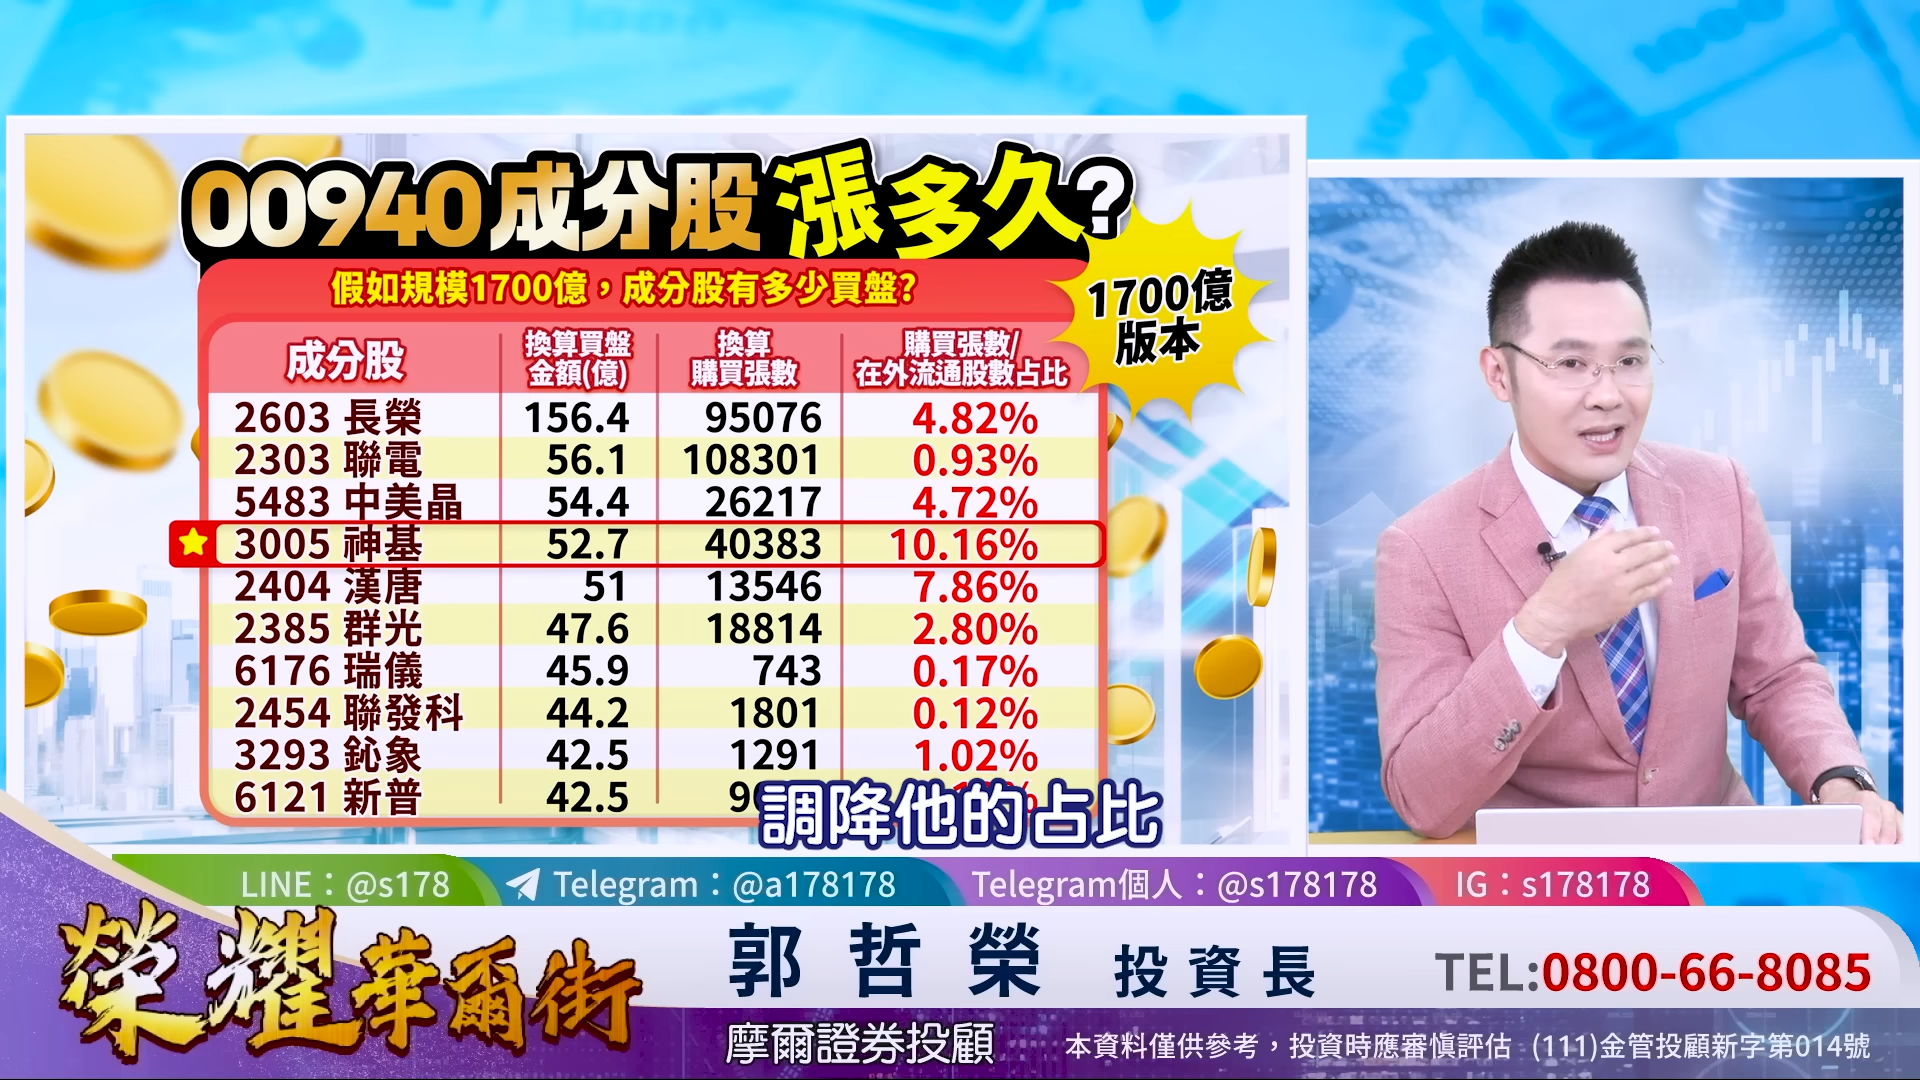 00940成分股漲多久?
假如規模1700億，成分股有多少買盤?
1700億
版本
成分股 換算買盤金額(億) 換算購買張數 購買張數/在外流通股數占比
2603 長榮 156.4 95076 4.82%
2303 聯電 56.1 108301 0.93%
5483 中美晶 54.4 26217 4.72%
3005 神基 52.7 40383 10.16%
2404 漢唐 51 13546 7.86%
2385 群光 47.6 18814 2.80%
6176 瑞儀 45.9 743 0.17%
2454 聯發科 44.2 1801 0.12%
3293 鈊象 42.5 1291 1.02%
6121 新普 42.5
調降他的占比
LINE：@s178 Telegram：@a178178 Telegram個人：@s178178 IG：s178178
榮耀華爾街
郭哲榮 投資長 TEL:0800-66-8085
摩爾證券投顧 本資料僅供參考，投資時應審慎評估 (111)金管投顧新字第014號